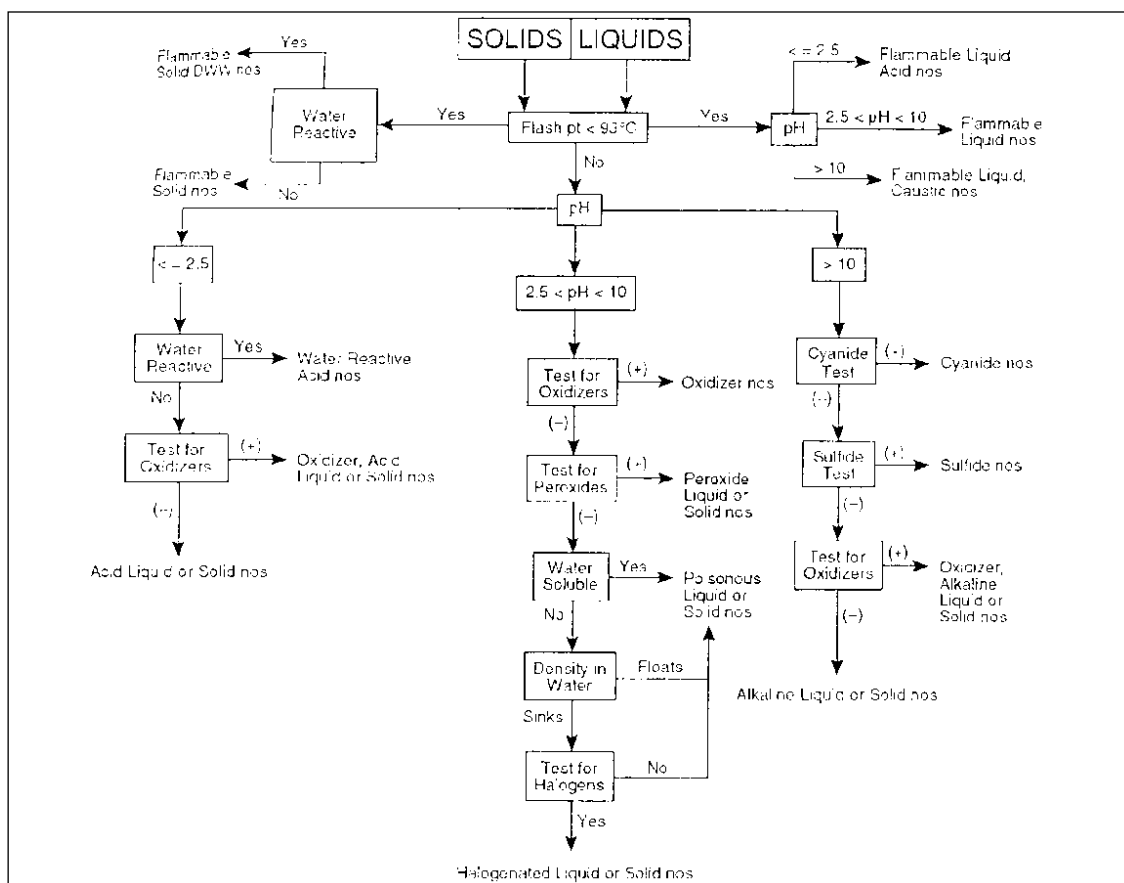 SOLIDS LIQUIDS
Yes
Flammable
Solid DWW nos
Water
Reactive
Yes
Flash pt < 93°C
Yes
pH
< = 2.5
Flammable Liquid
Acid nos
2.5 < pH < 10
Flammable
Liquid nos
> 10
Flammable Liquid,
Caustic nos
Flammable
Solid nos
No
No
pH
< = 2.5
2.5 < pH < 10
> 10
Water
Reactive
Yes
Water Reactive
Acid nos
No
Test for
Oxidizers
(+)
Oxidizer, Acid
Liquid or Solid nos
(–)
Acid Liquid or Solid nos
Test for
Oxidizers
(+)
Oxidizer nos
(–)
Test for
Peroxides
(+)
Peroxide
Liquid or
Solid nos
(–)
Water
Soluble
Yes
Poisonous
Liquid or
Solid nos
No
Density in
Water
Floats
Sinks
Test for
Halogens
No
Yes
Halogenated Liquid or Solid nos
Cyanide
Test
(+)
Cyanide nos
(–)
Sulfide
Test
(+)
Sulfide nos
(–)
Test for
Oxidizers
(+)
Oxidizer,
Alkaline
Liquid or
Solid nos
(–)
Alkaline Liquid or Solid nos